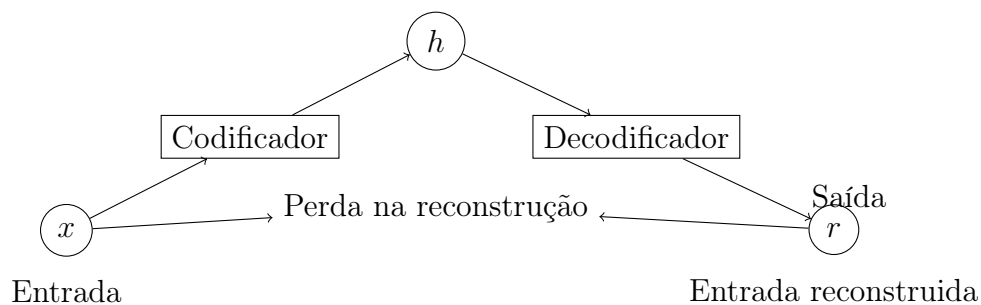 h
Codificador
Decodificador
Saída
Perda na reconstrução
x
r
Entrada
Entrada reconstruida